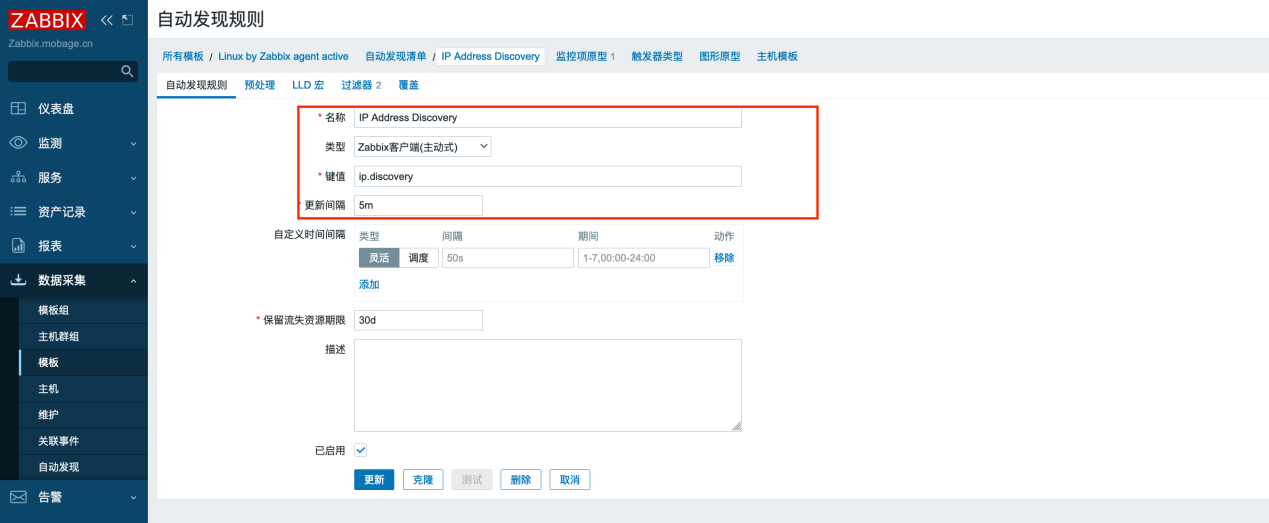 ZABBIX
Zabbix.mobage.cn
仪表盘
监测
服务
资产记录
报表
数据采集
模板组
主机群组
模板
主机
维护
关联事件
自动发现
告警
自动发现规则
所有模板 / Linux by Zabbix agent active 自动发现清单 / IP Address Discovery 监控项原型 1 触发器类型 图形原型 主机模板
自动发现规则 预处理 LLD 宏 过滤器 2 覆盖
* 名称 IP Address Discovery
类型 Zabbix客户端(主动式)
* 键值 ip.discovery
* 更新间隔 5m
自定义时间间隔 类型 间隔 期间 动作
灵活 调度 50s 1-7,00:00-24:00 移除
添加
* 保留流失资源期限 30d
描述
已启用
更新 克隆 测试 删除 取消